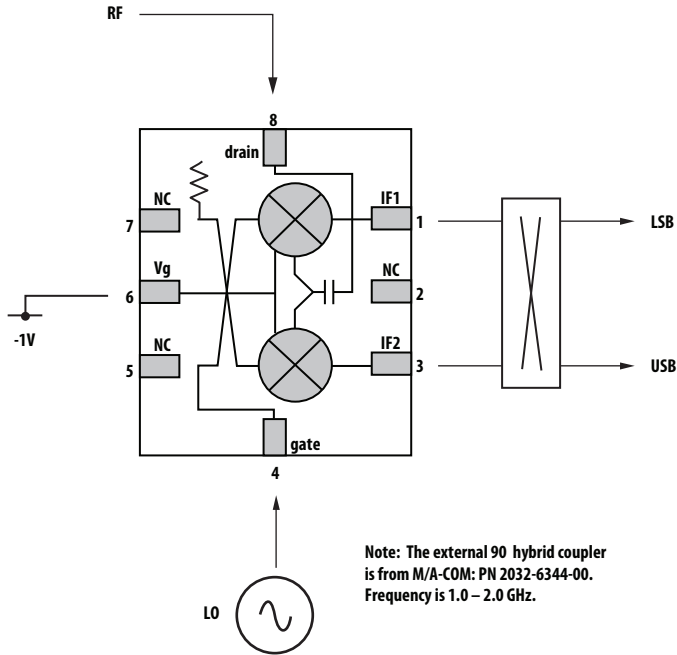 RF
8
drain
NC
7
IF1
1
LSB
Vg
6
NC
2
-1V
NC
5
IF2
3
USB
gate
4
LO
Note: The external 90 hybrid coupler
is from M/A-COM: PN 2032-6344-00.
Frequency is 1.0 – 2.0 GHz.